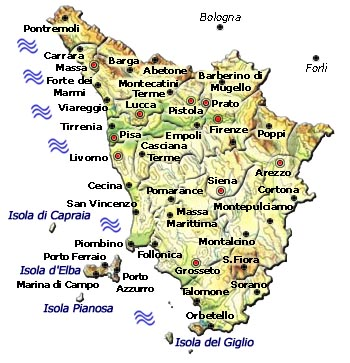 Bologna
Pontremoli
Carrara
Massa
Barga
Abetone
Forlì
Forte dei
Marmi
Montecatini
Terme
Barberino di
Mugello
Viareggio
Lucca
Pistoia
Prato
Tirrenia
Pisa
Empoli
Firenze
Poppi
Livorno
Casciana
Terme
Arezzo
Cecina
Pomarance
Siena
Cortona
San Vincenzo
Massa
Marittima
Montepulciano
Isola di Capraia
Piombino
Follonica
Montalcino
Porto Ferraio
S.Fiora
Isola d'Elba
Marina di Campo
Porto
Azzurro
Grosseto
Sorano
Isola Pianosa
Talomone
Orbetello
Isola del Giglio